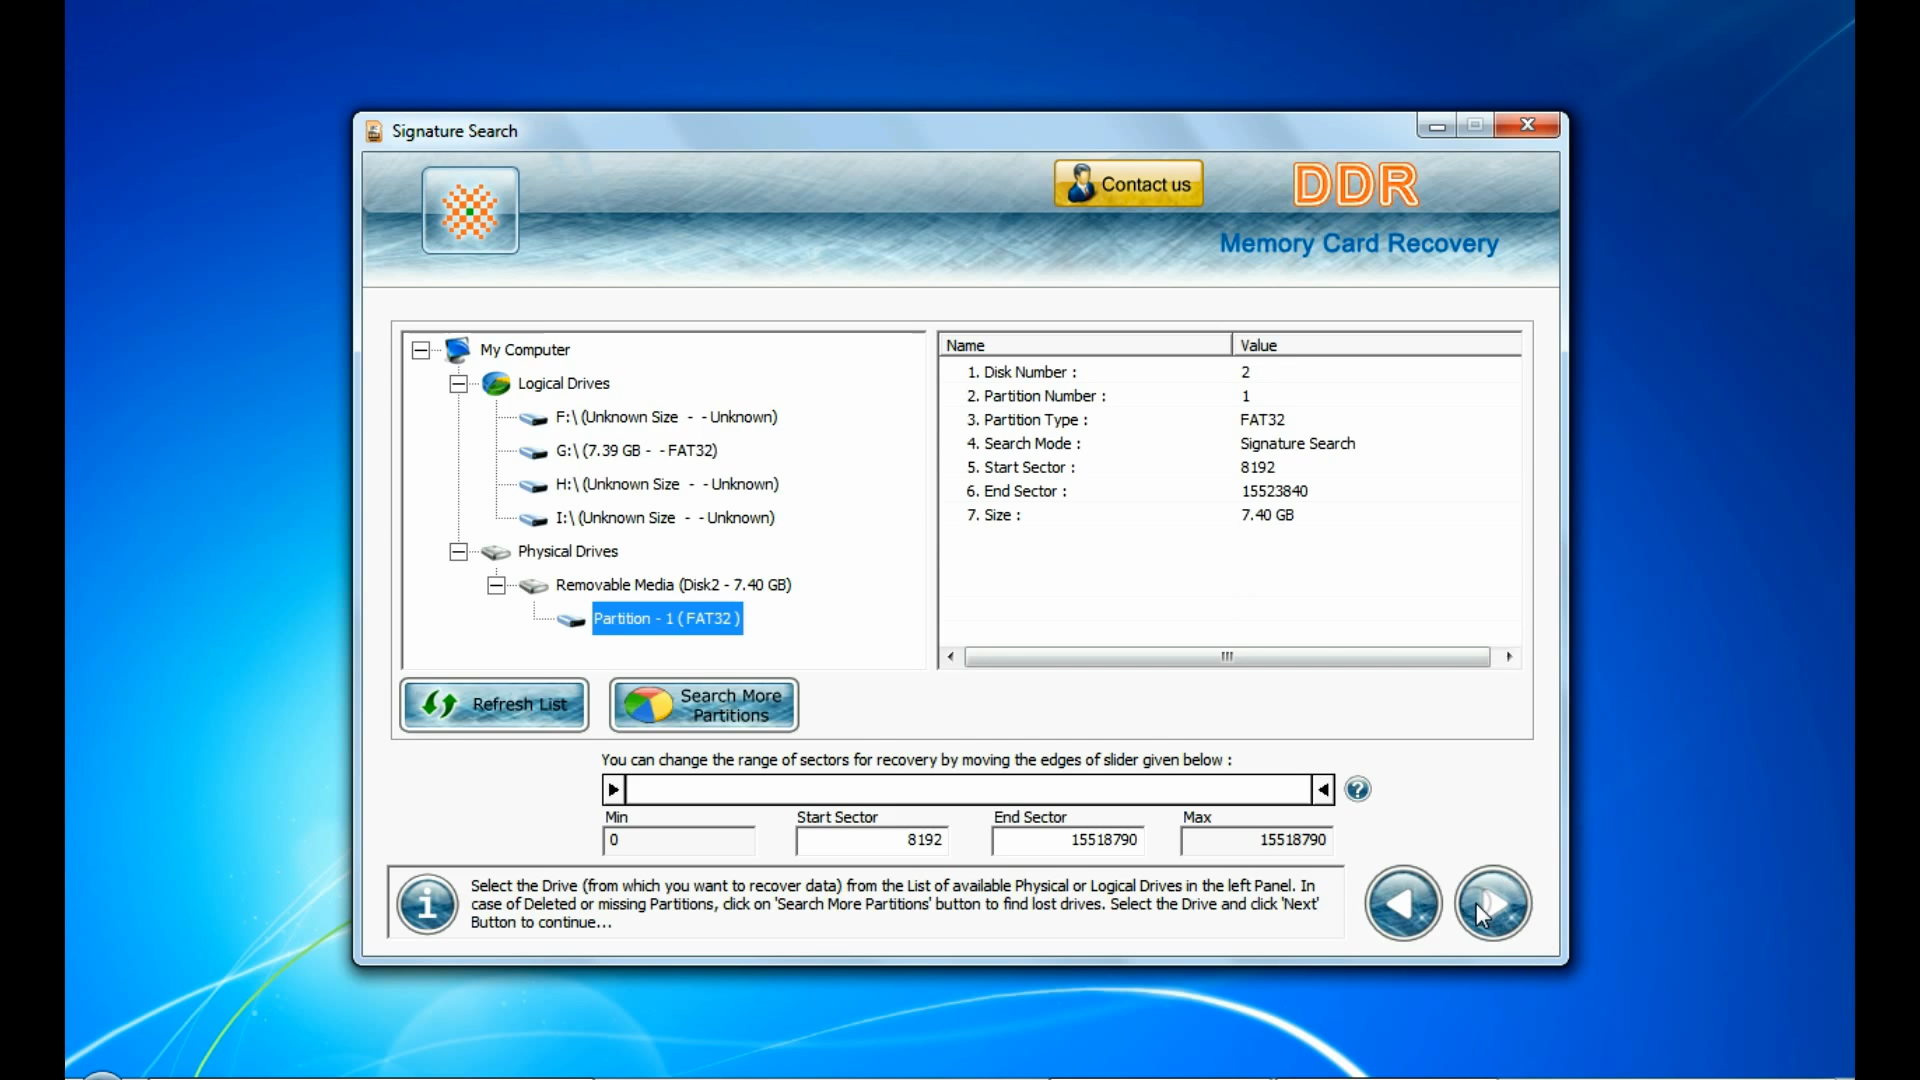 Signature Search
Contact us
DDR
Memory Card Recovery
My Computer
Logical Drives
F:\ (Unknown Size - - Unknown)
G:\ (7.39 GB - - FAT32)
H:\ (Unknown Size - - Unknown)
I:\ (Unknown Size - - Unknown)
Physical Drives
Removable Media (Disk2 - 7.40 GB)
Partition - 1 ( FAT32 )
Name Value
1. Disk Number : 2
2. Partition Number : 1
3. Partition Type : FAT32
4. Search Mode : Signature Search
5. Start Sector : 8192
6. End Sector : 15523840
7. Size : 7.40 GB
Refresh List
Search More
Partitions
You can change the range of sectors for recovery by moving the edges of slider given below :
Min Start Sector End Sector Max
0 8192 15518790 15518790
Select the Drive (from which you want to recover data) from the List of available Physical or Logical Drives in the left Panel. In
case of Deleted or missing Partitions, click on 'Search More Partitions' button to find lost drives. Select the Drive and click 'Next'
Button to continue...